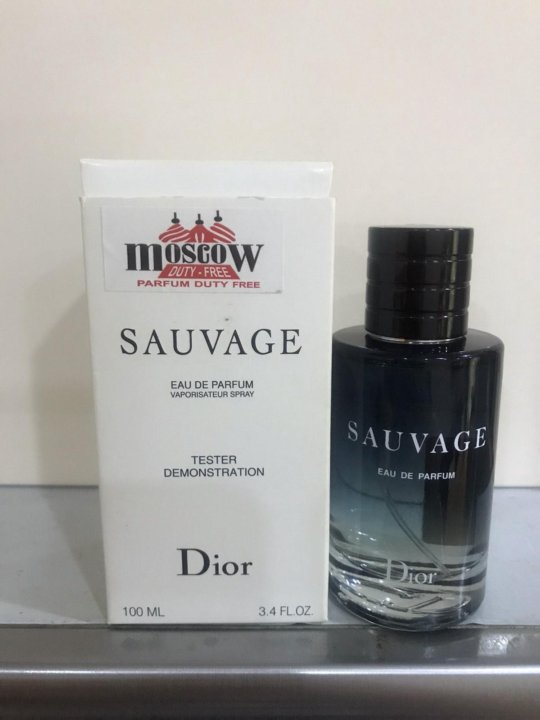 moscow
DUTY - FREE
PARFUM DUTY FREE
SAUVAGE
EAU DE PARFUM
VAPORISATEUR SPRAY
TESTER
DEMONSTRATION
Dior
100 ML 3.4 FL.OZ.
SAUVAGE
EAU DE PARFUM
Dior